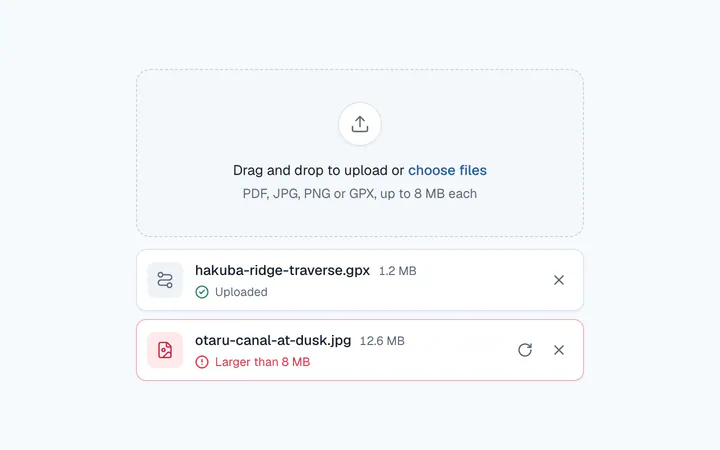 Drag and drop to upload or choose files
PDF, JPG, PNG or GPX, up to 8 MB each
hakuba-ridge-traverse.gpx 1.2 MB
Uploaded
otaru-canal-at-dusk.jpg 12.6 MB
Larger than 8 MB